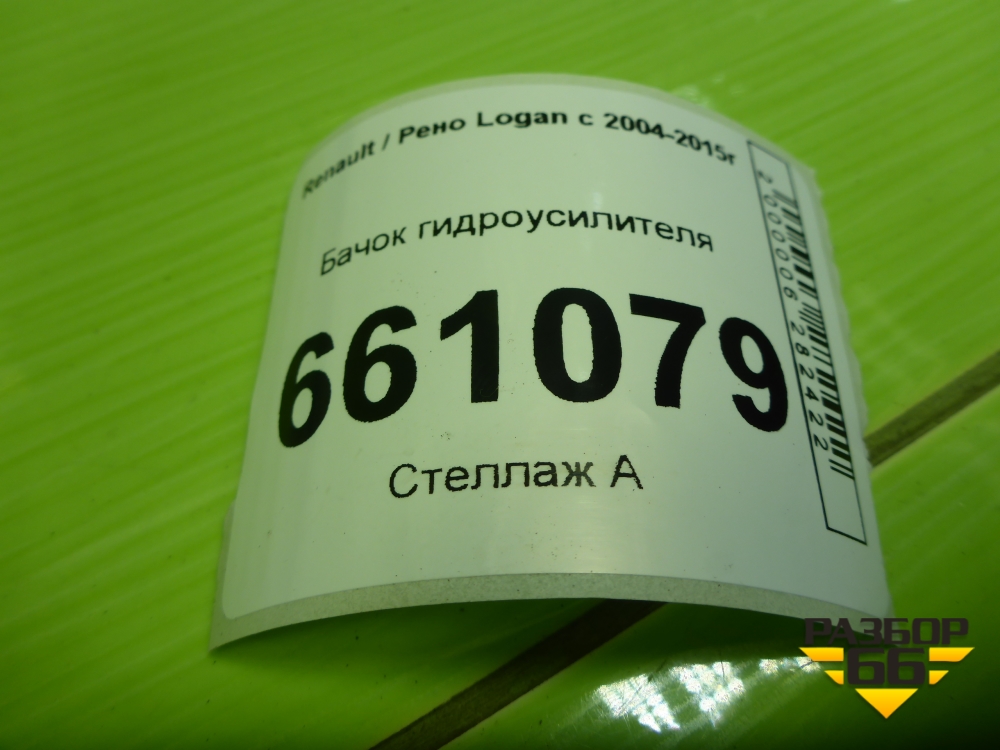 Renault / Рено Logan с 2004-2015г
Бачок гидроусилителя
661079
Стеллаж А
2000006282422
РАЗБОР
66